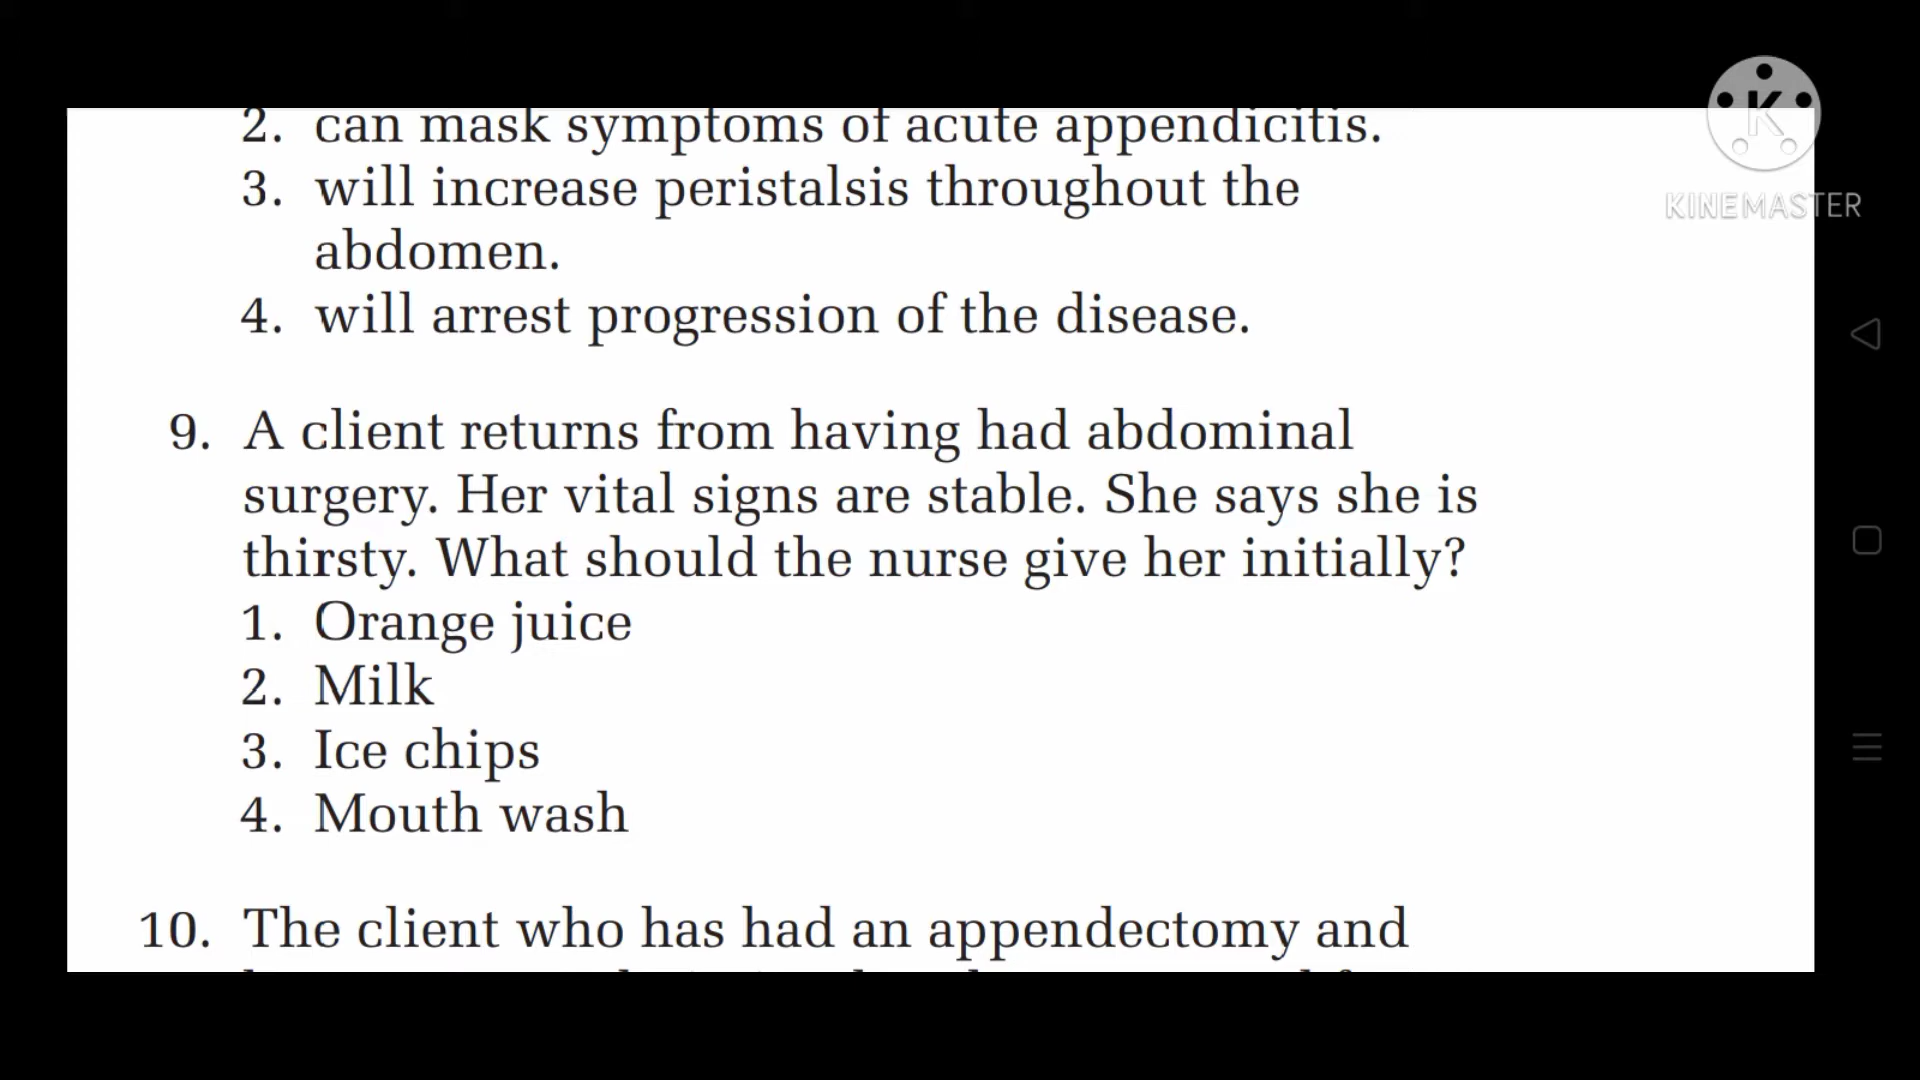 2. can mask symptoms of acute appendicitis.
3. will increase peristalsis throughout the
abdomen.
4. will arrest progression of the disease.
9. A client returns from having had abdominal
surgery. Her vital signs are stable. She says she is
thirsty. What should the nurse give her initially?
1. Orange juice
2. Milk
3. Ice chips
4. Mouth wash
10. The client who has had an appendectomy and
K
KINEMASTER